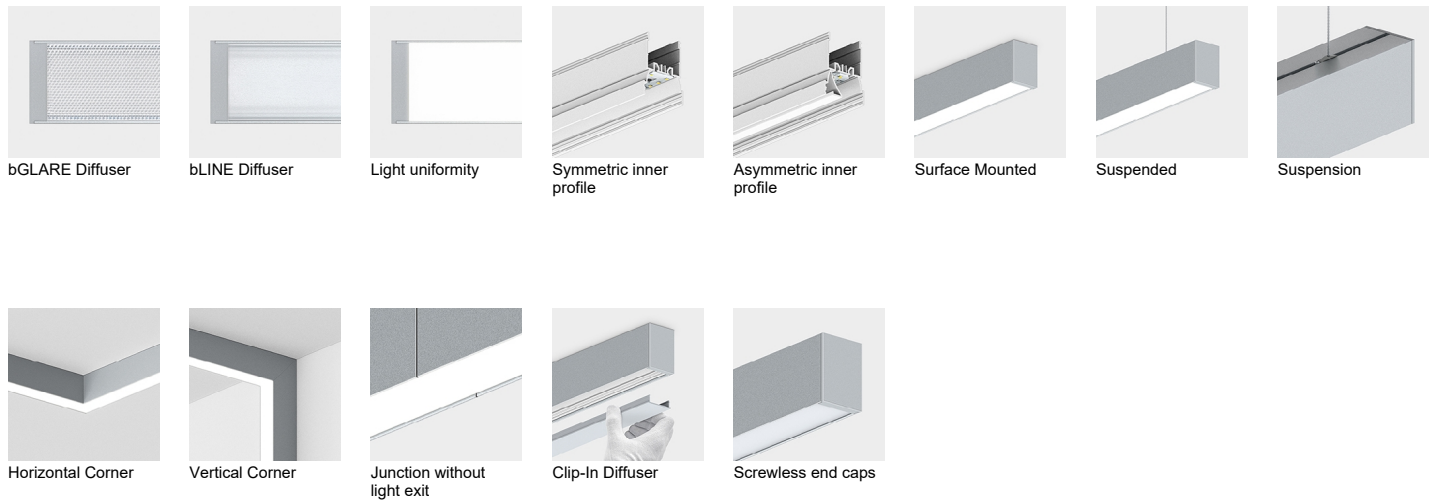 bGLARE Diffuser
bLINE Diffuser
Light uniformity
Symmetric inner
profile
Asymmetric inner
profile
Surface Mounted
Suspended
Suspension
Horizontal Corner
Vertical Corner
Junction without
light exit
Clip-In Diffuser
Screwless end caps